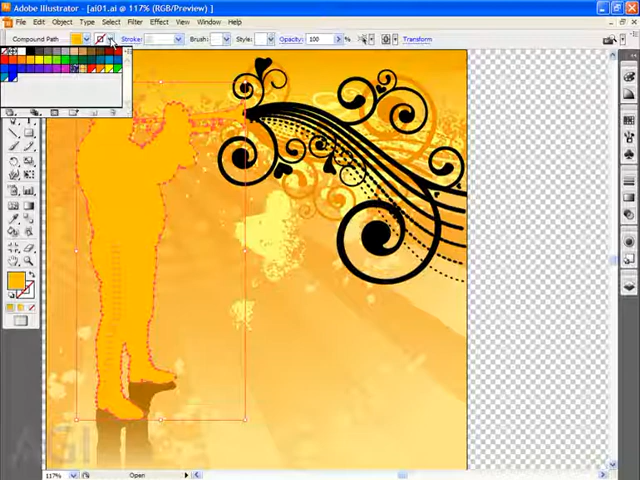 Adobe Illustrator - [ai01.ai @ 117% (RGB/Preview) ]
File Edit Object Type Select Filter Effect View Window Help
Compound Path Stroke: Brush: Style: Opacity: 100 % Transform
AGI
117% Open